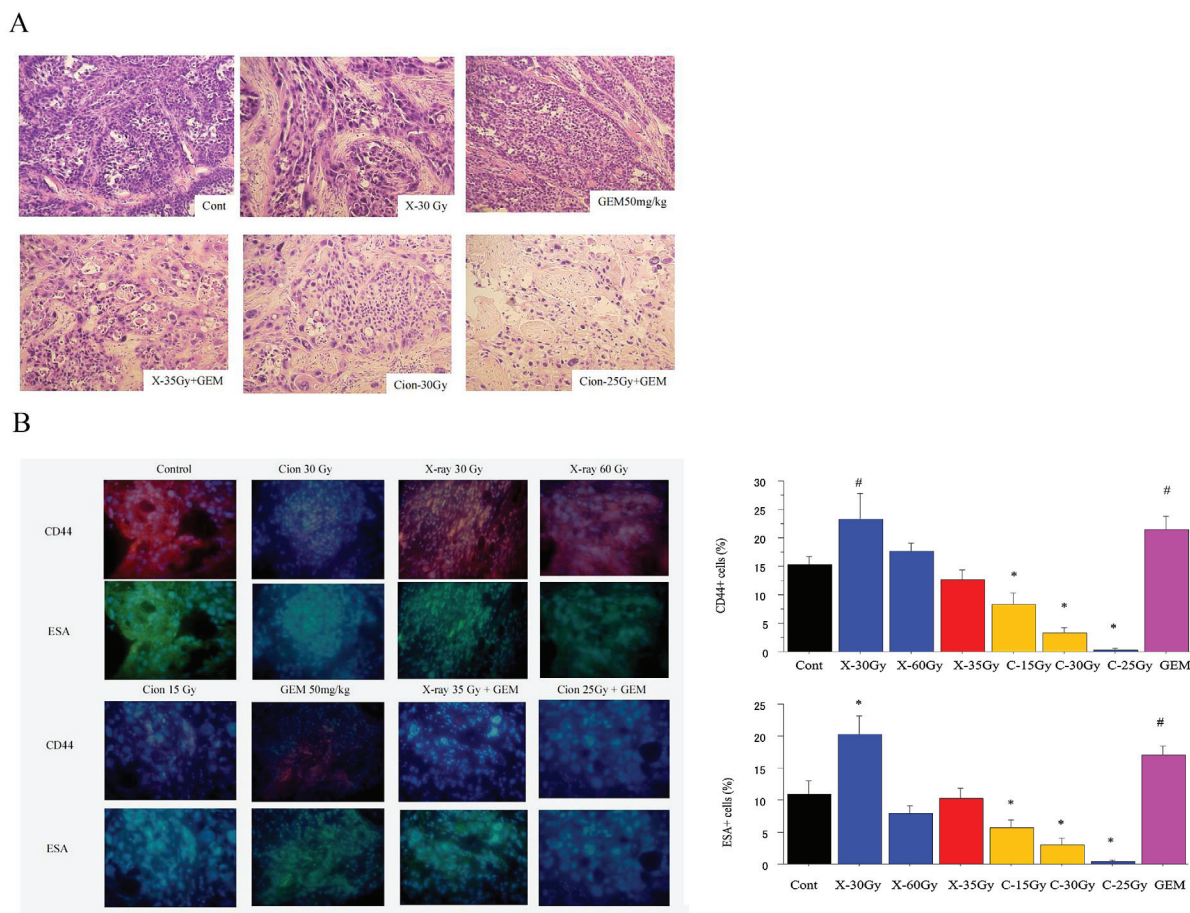 A
Cont
X-30 Gy
GEM50mg/kg
X-35Gy+GEM
Cion-30Gy
Cion-25Gy+GEM
B
Control Cion 30 Gy X-ray 30 Gy X-ray 60 Gy
CD44
ESA
Cion 15 Gy GEM 50mg/kg X-ray 35 Gy + GEM Cion 25Gy + GEM
CD44
ESA
CD44+ cells (%)
30
25
20
15
10
5
0
# * * * #
Cont X-30Gy X-60Gy X-35Gy C-15Gy C-30Gy C-25Gy GEM
ESA+ cells (%)
25
20
15
10
5
0
* * * * #
Cont X-30Gy X-60Gy X-35Gy C-15Gy C-30Gy C-25Gy GEM